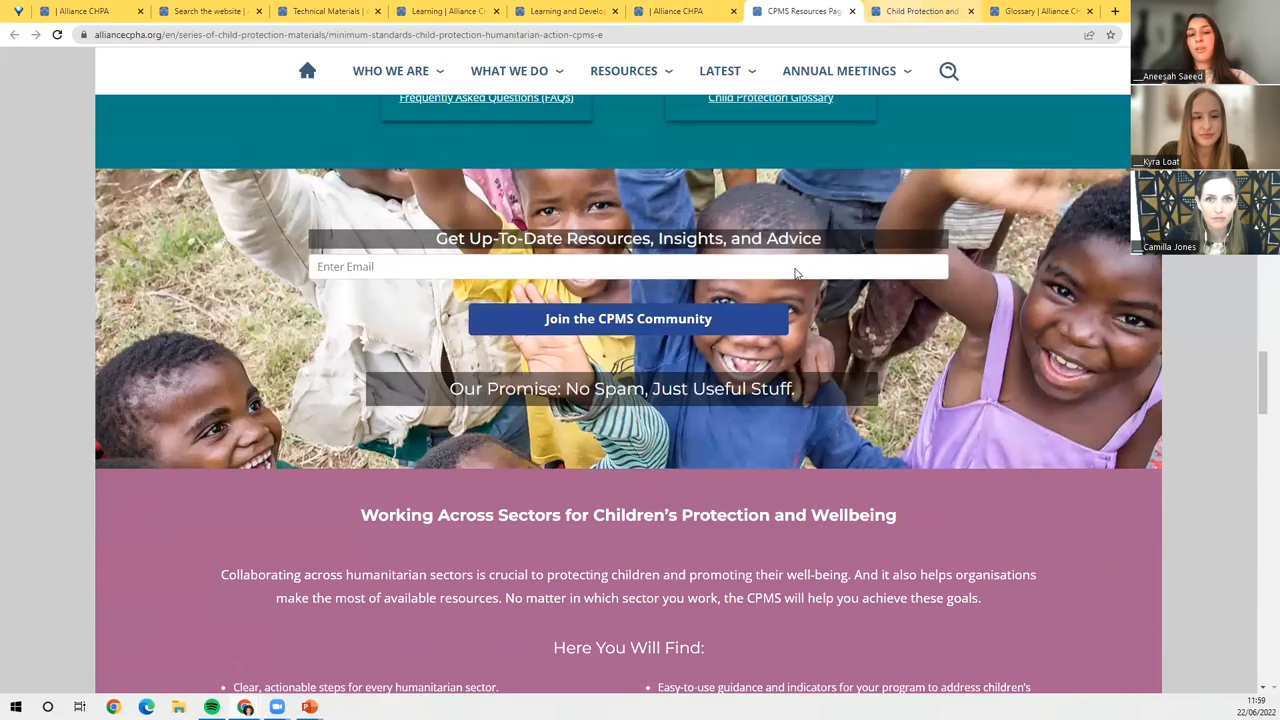 Alliance CHPA
Search the website |
Technical Materials | A
Learning | Alliance C
Learning and Develop
| Alliance CHPA
CPMS Resources Pag
Child Protection and
Glossary | Alliance CH
alliancecpha.org/en/series-of-child-protection-materials/minimum-standards-child-protection-humanitarian-action-cpms-e
WHO WE ARE
WHAT WE DO
RESOURCES
LATEST
ANNUAL MEETINGS
Frequently Asked Questions (FAQs)
Child Protection Glossary
Get Up-To-Date Resources, Insights, and Advice
Enter Email
Join the CPMS Community
Our Promise: No Spam, Just Useful Stuff.
Working Across Sectors for Children's Protection and Wellbeing
Collaborating across humanitarian sectors is crucial to protecting children and promoting their well-being. And it also helps organisations
make the most of available resources. No matter in which sector you work, the CPMS will help you achieve these goals.
Here You Will Find:
Clear, actionable steps for every humanitarian sector.
Easy-to-use guidance and indicators for your program to address children's
__Aneesah Saeed
__Kyra Loat
__Camilla Jones
11:59
22/06/2022